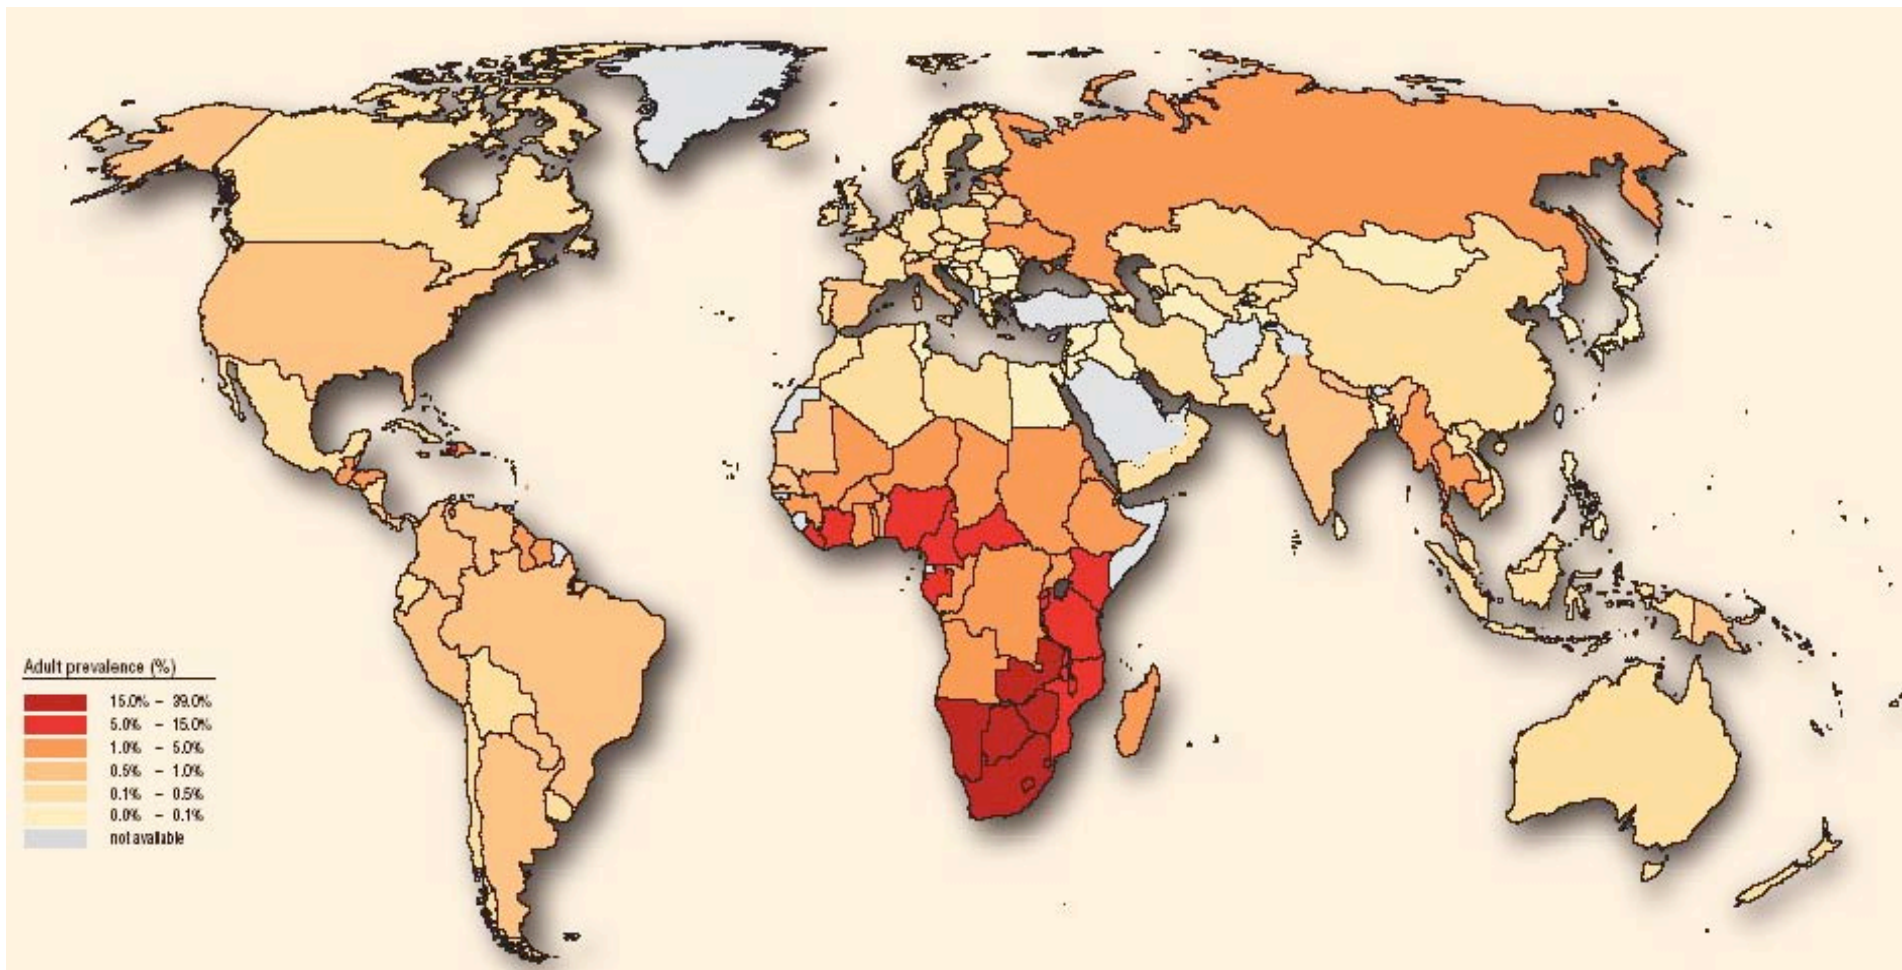 Adult prevalence (%)
15.0% – 39.0%
5.0% – 15.0%
1.0% – 5.0%
0.5% – 1.0%
0.1% – 0.5%
0.0% – 0.1%
not available